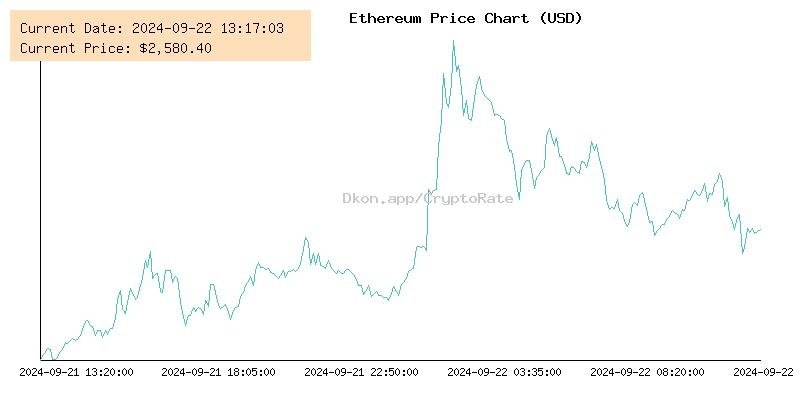 Ethereum Price Chart (USD)
Current Date: 2024-09-22 13:17:03
Current Price: $2,580.40
Dkon.app/CryptoRate
2024-09-21 13:20:00 2024-09-21 18:05:00 2024-09-21 22:50:00 2024-09-22 03:35:00 2024-09-22 08:20:00 2024-09-22